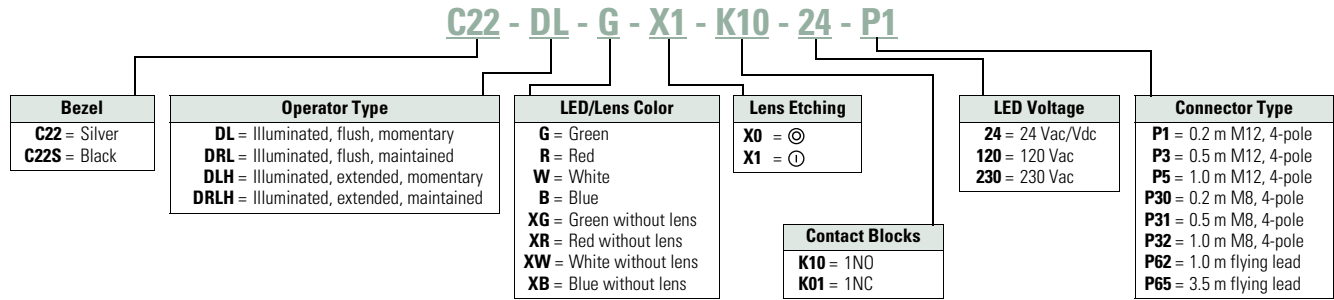 C22 - DL - G - X1 - K10 - 24 - P1
Bezel
C22 = Silver
C22S = Black
Operator Type
DL = Illuminated, flush, momentary
DRL = Illuminated, flush, maintained
DLH = Illuminated, extended, momentary
DRLH = Illuminated, extended, maintained
LED/Lens Color
G = Green
R = Red
W = White
B = Blue
XG = Green without lens
XR = Red without lens
XW = White without lens
XB = Blue without lens
Lens Etching
X0 =
X1 =
Contact Blocks
K10 = 1NO
K01 = 1NC
LED Voltage
24 = 24 Vac/Vdc
120 = 120 Vac
230 = 230 Vac
Connector Type
P1 = 0.2 m M12, 4-pole
P3 = 0.5 m M12, 4-pole
P5 = 1.0 m M12, 4-pole
P30 = 0.2 m M8, 4-pole
P31 = 0.5 m M8, 4-pole
P32 = 1.0 m M8, 4-pole
P62 = 1.0 m flying lead
P65 = 3.5 m flying lead